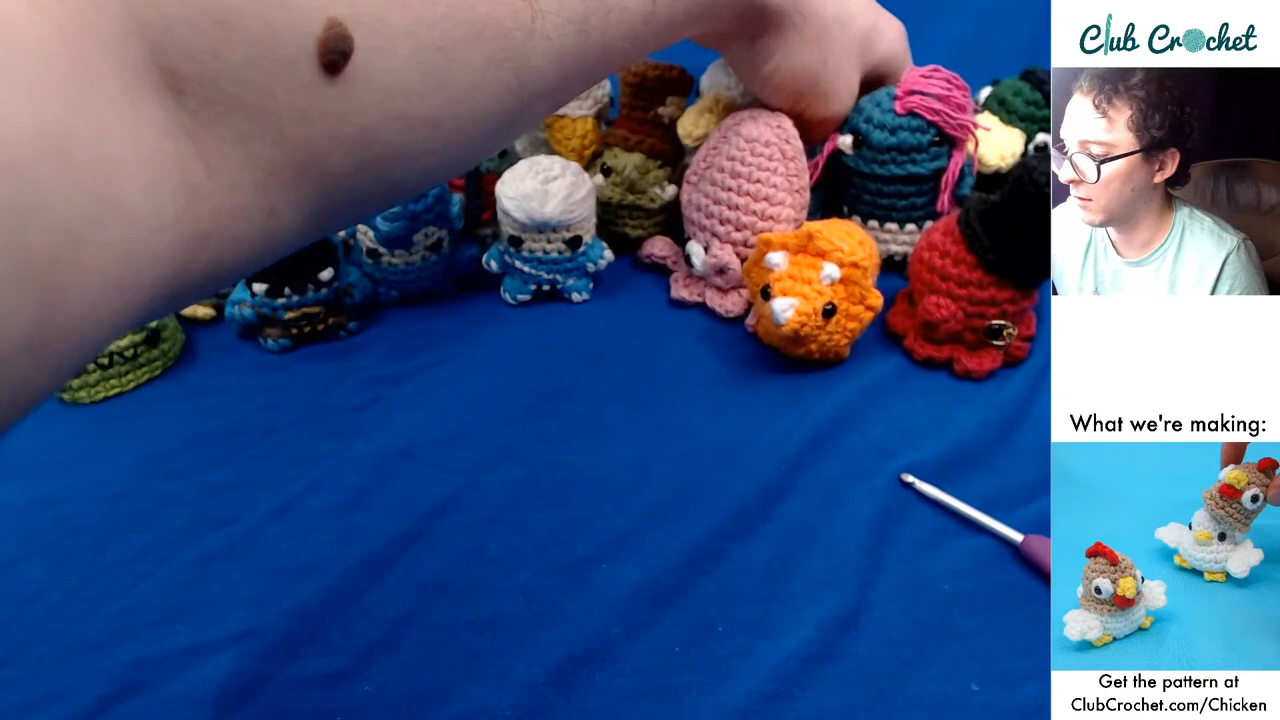 Club Crochet
What we're making:
Get the pattern at
ClubCrochet.com/Chicken